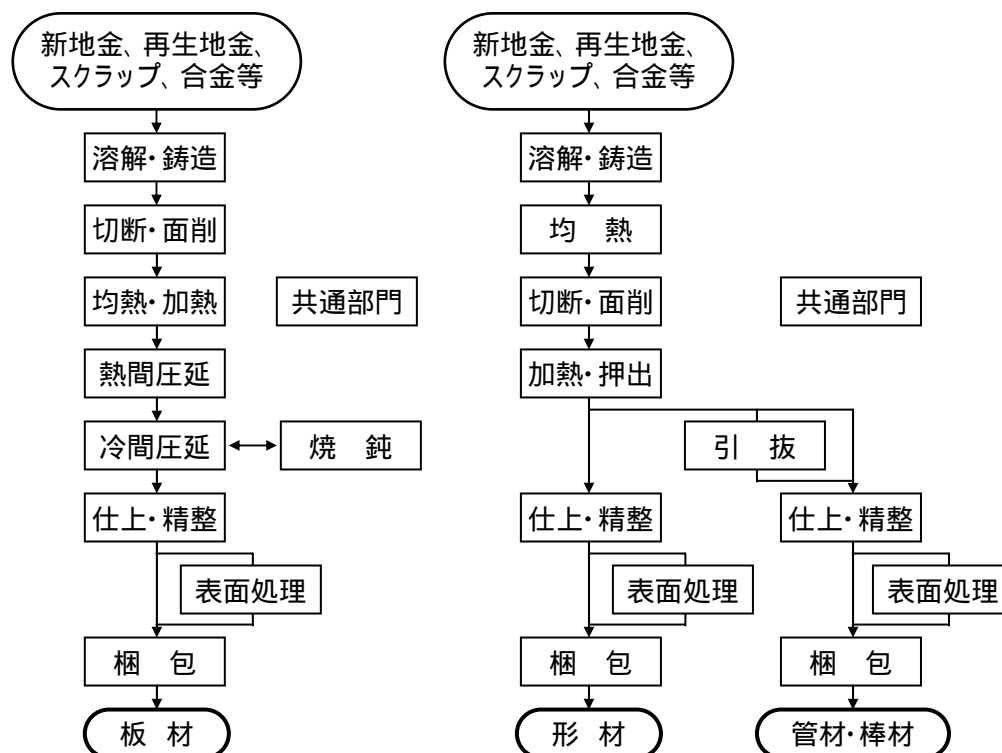 新地金、再生地金、
スクラップ、合金等
溶解・鋳造
切断・面削
均熱・加熱
共通部門
熱間圧延
冷間圧延
焼　鈍
仕上・精整
表面処理
梱　包
板　材
新地金、再生地金、
スクラップ、合金等
溶解・鋳造
均　熱
切断・面削
共通部門
加熱・押出
引　抜
仕上・精整
仕上・精整
表面処理
表面処理
梱　包
梱　包
形　材
管材・棒材